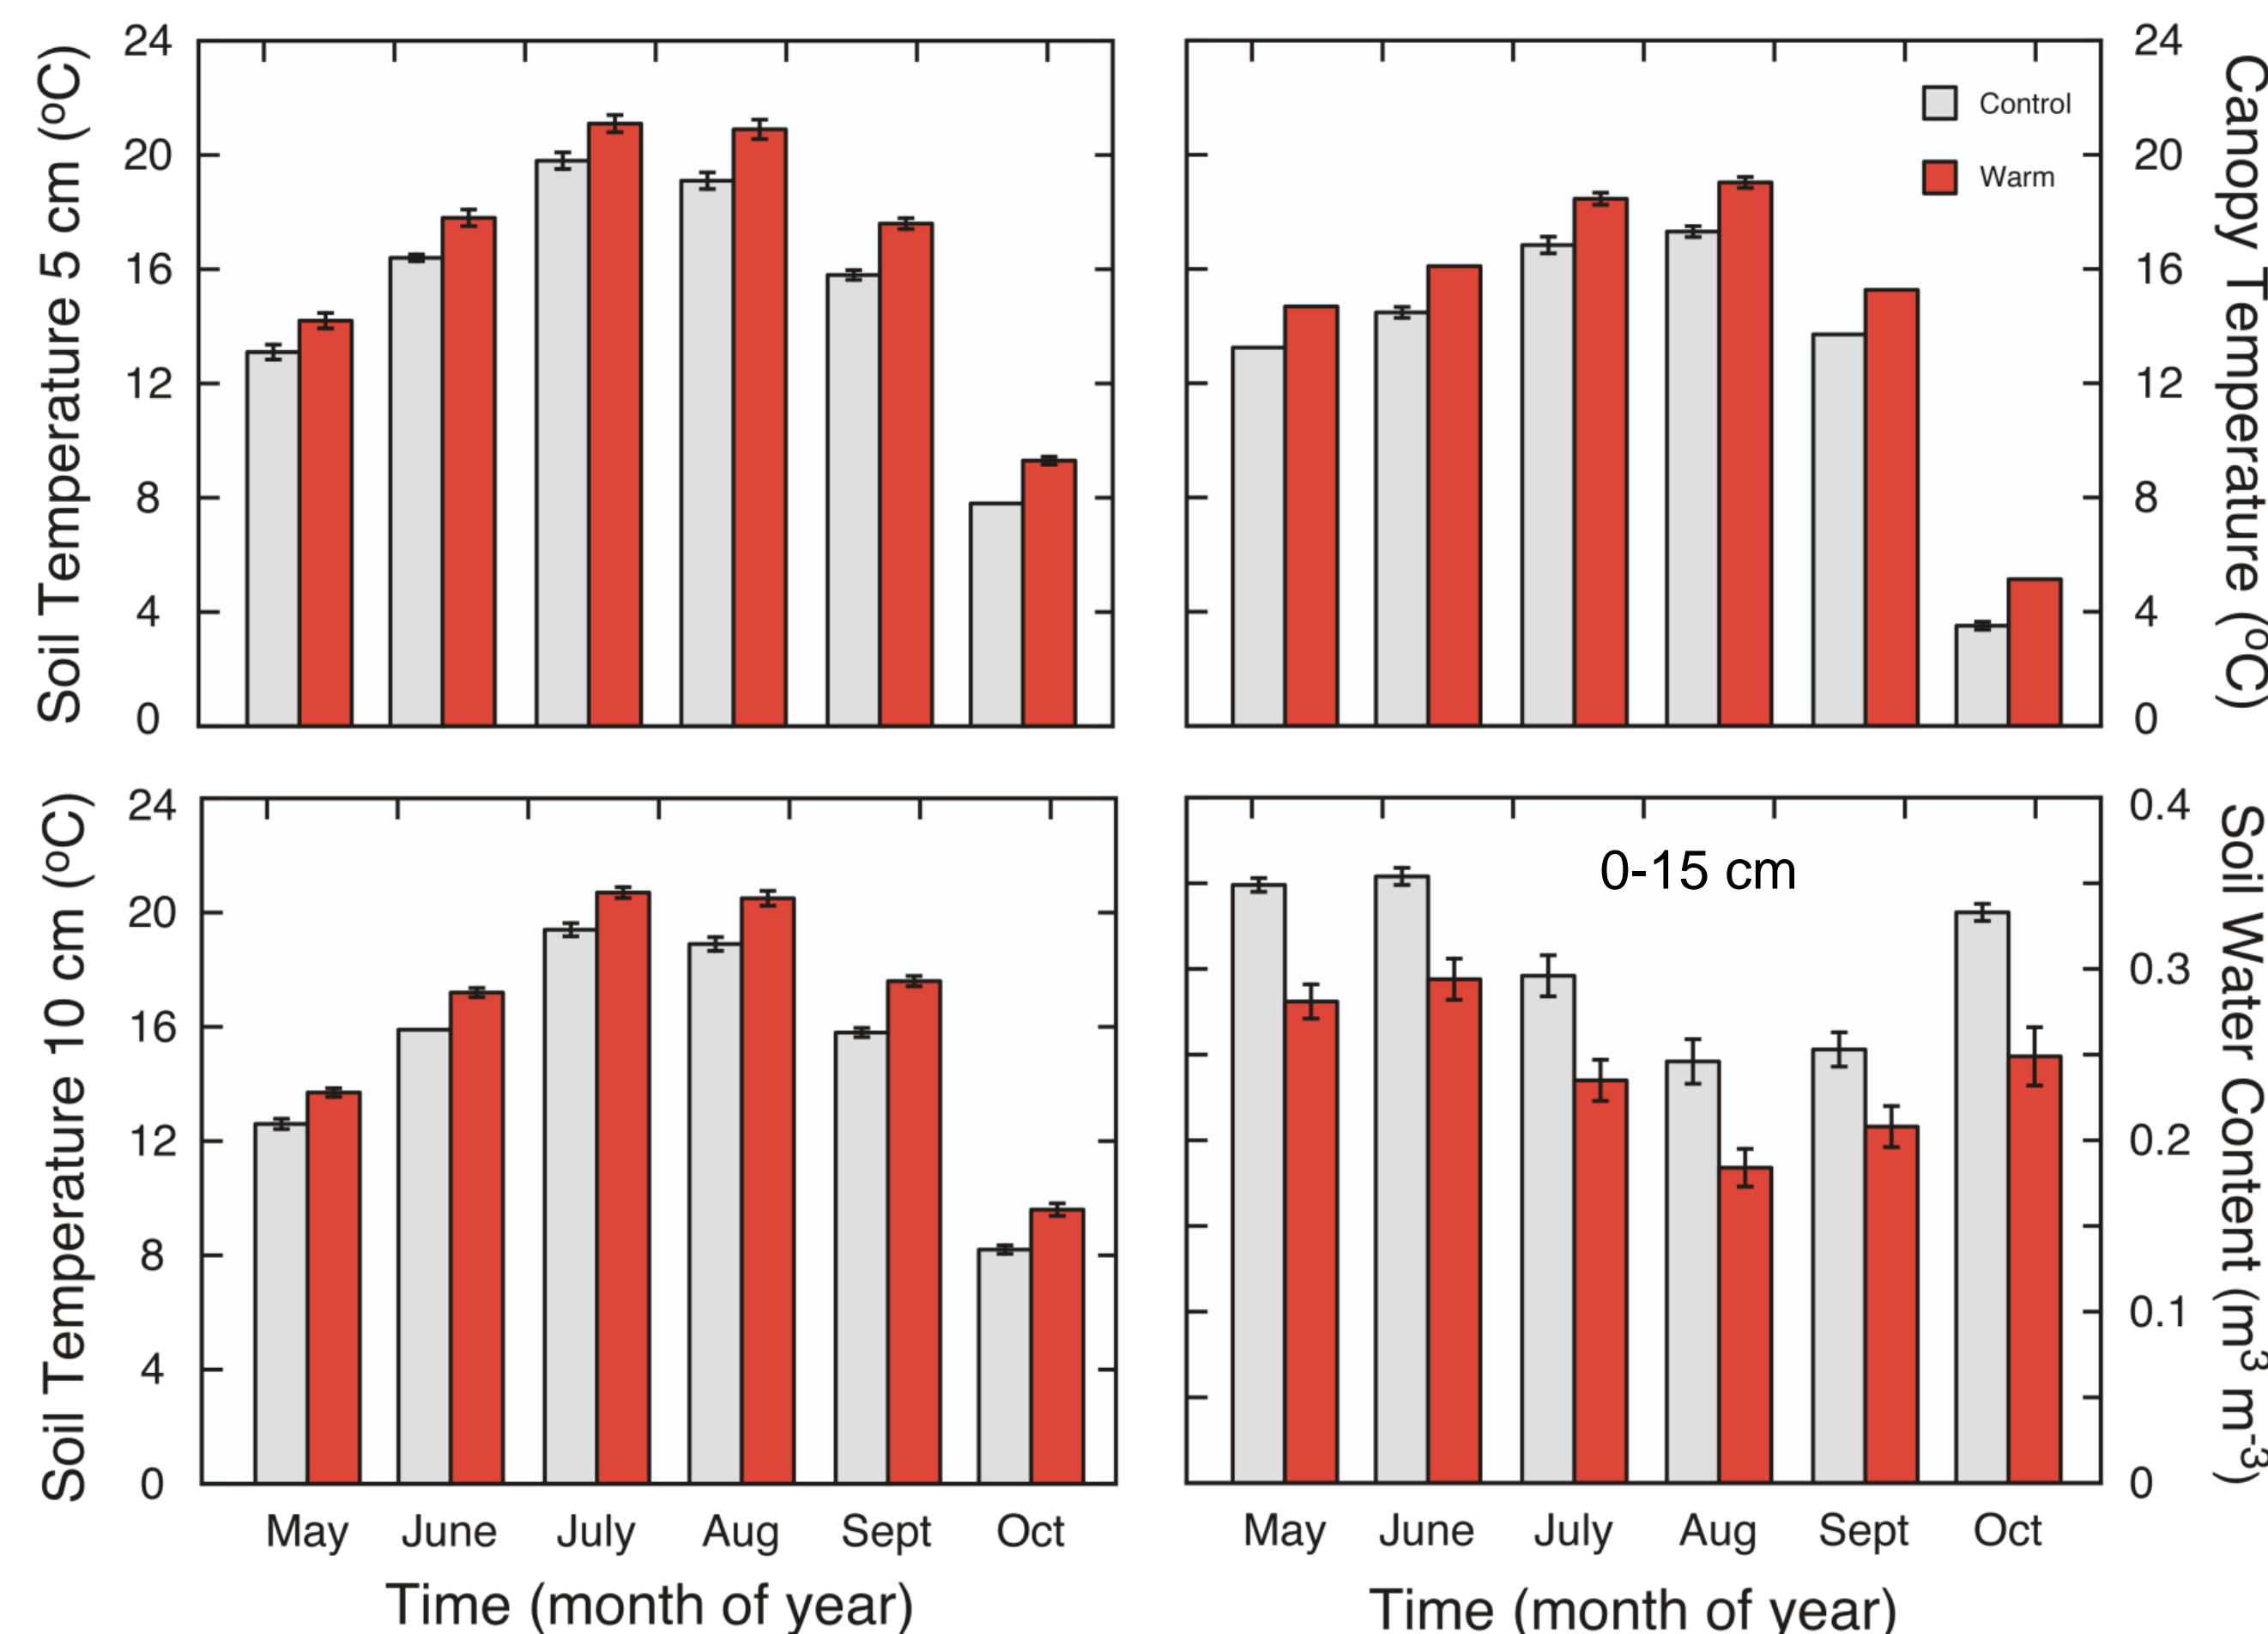 Soil Temperature 5 cm (ºC)
24
20
16
12
8
4
0
Control
Warm
24
20
16
12
8
4
0
Canopy Temperature (ºC)
Soil Temperature 10 cm (ºC)
24
20
16
12
8
4
0
May June July Aug Sept Oct
Time (month of year)
0-15 cm
0.4
0.3
0.2
0.1
0
Soil Water Content (m³ m⁻³)
May June July Aug Sept Oct
Time (month of year)